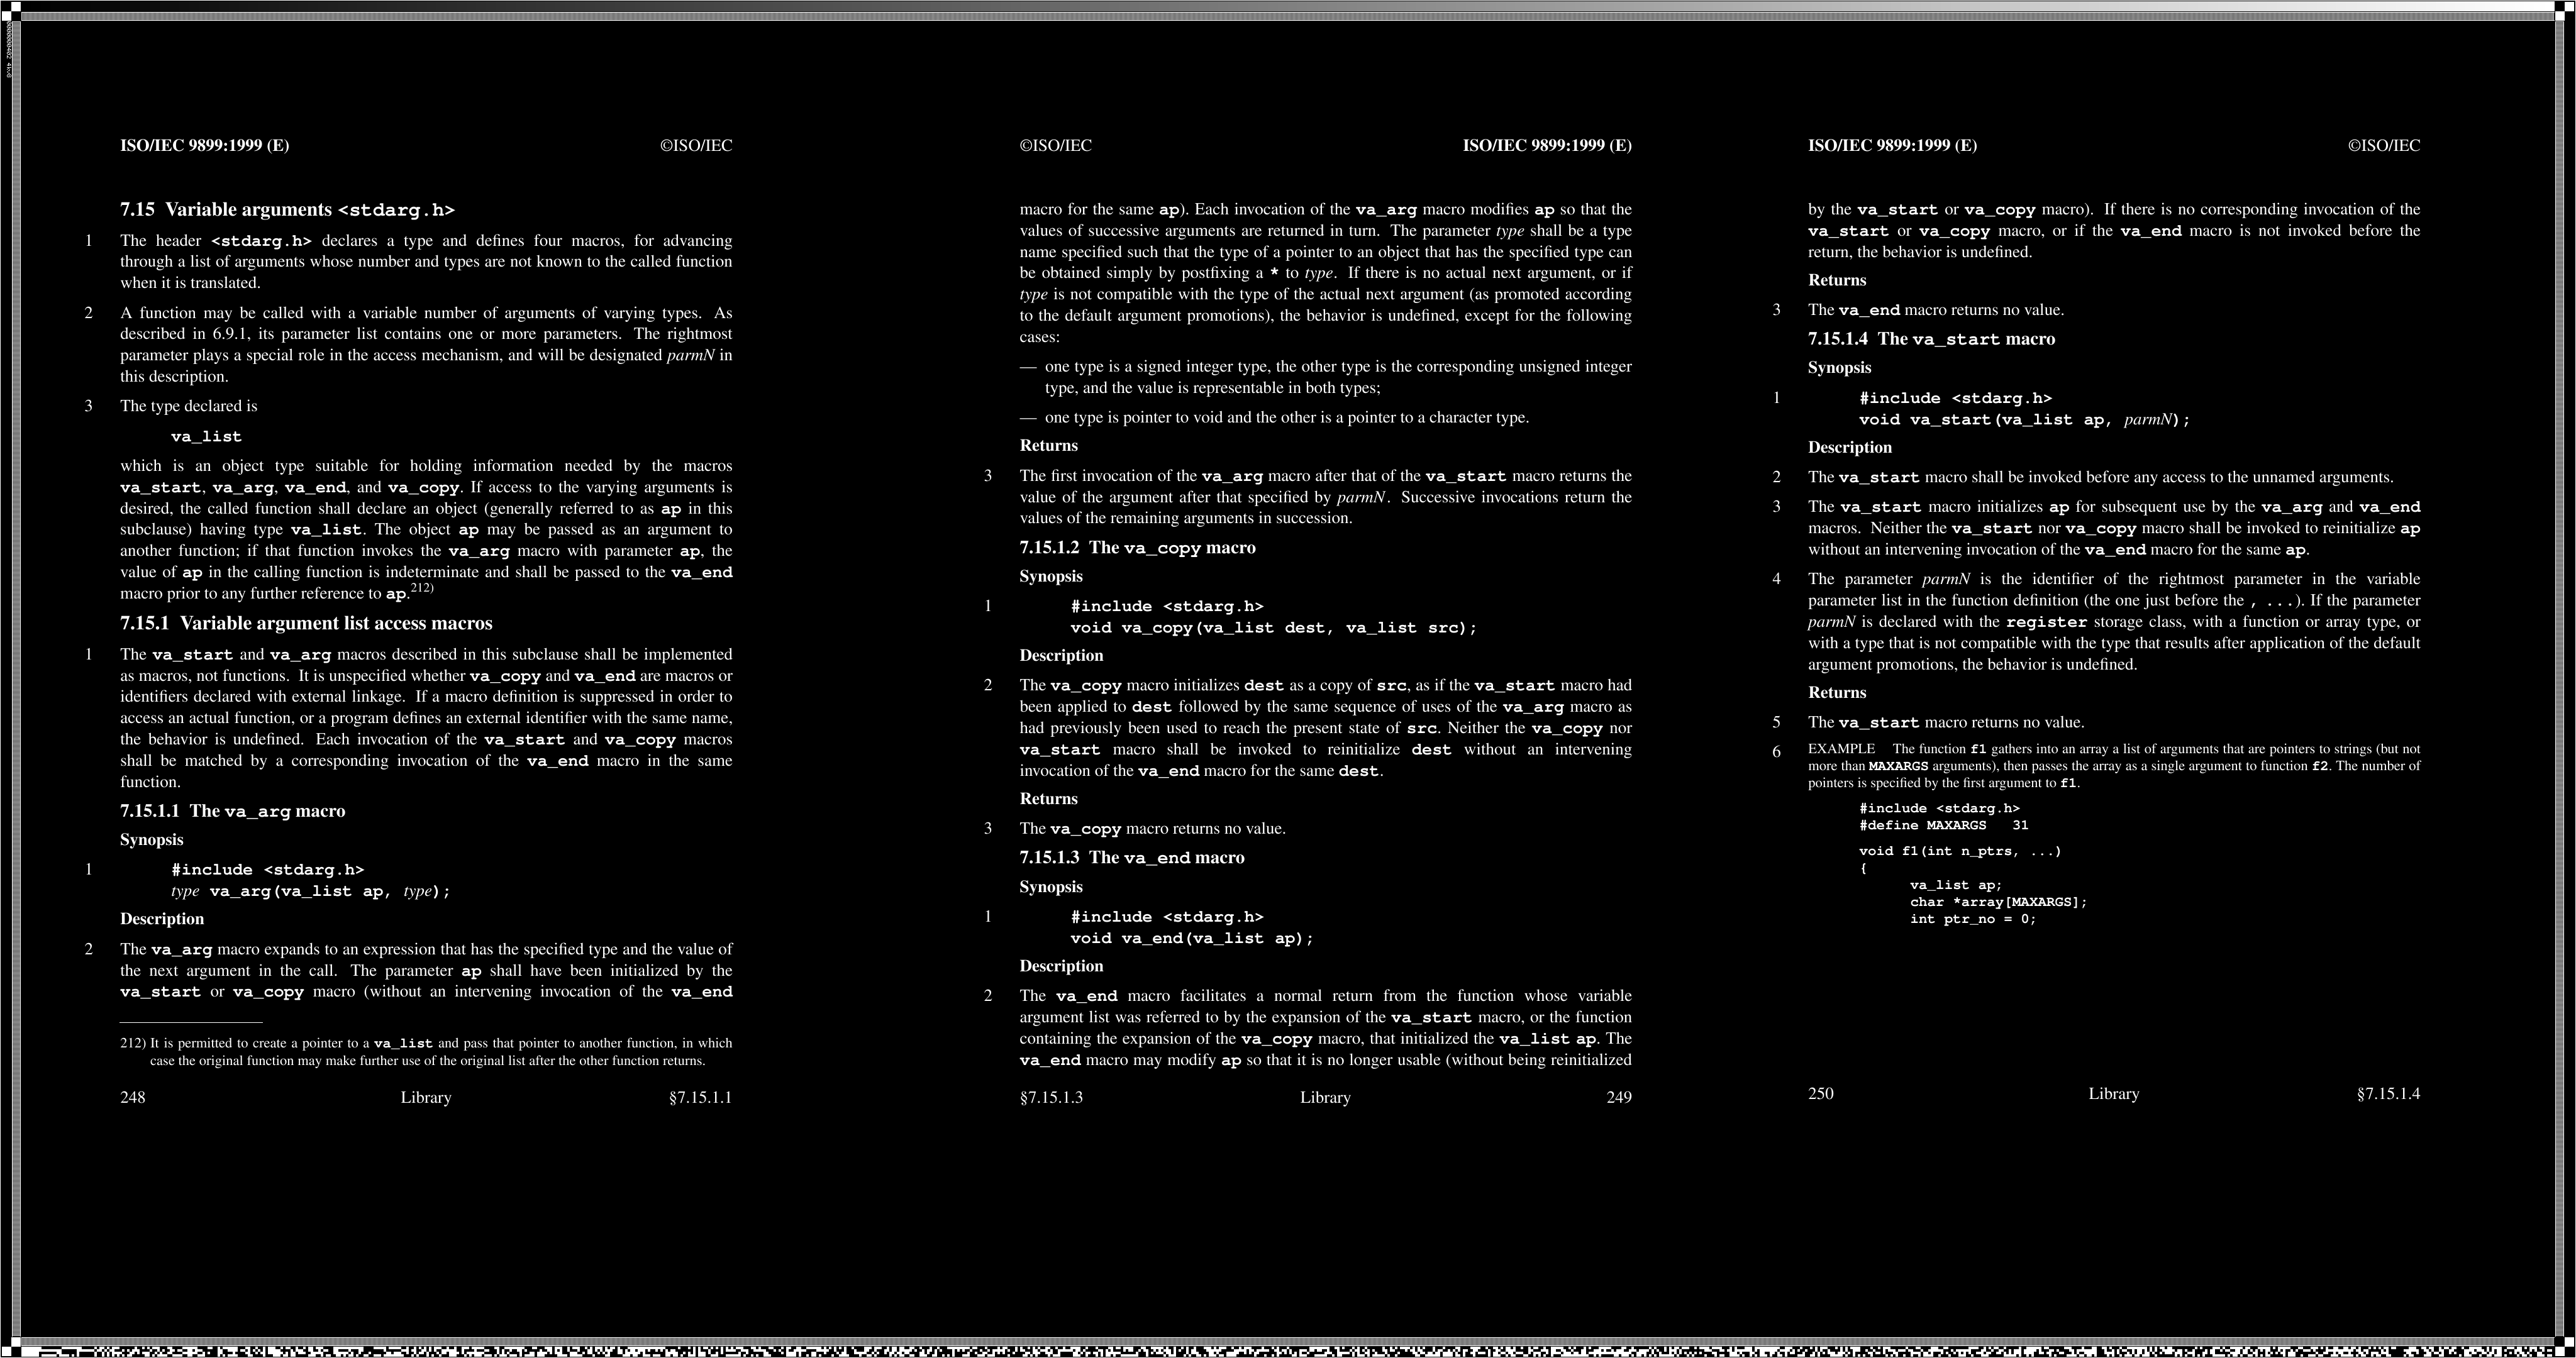 ISO/IEC 9899:1999 (E) ©ISO/IEC
7.15 Variable arguments <stdarg.h>
1 The header <stdarg.h> declares a type and defines four macros, for advancing
through a list of arguments whose number and types are not known to the called function
when it is translated.
2 A function may be called with a variable number of arguments of varying types. As
described in 6.9.1, its parameter list contains one or more parameters. The rightmost
parameter plays a special role in the access mechanism, and will be designated parmN in
this description.
3 The type declared is
va_list
which is an object type suitable for holding information needed by the macros
va_start, va_arg, va_end, and va_copy. If access to the varying arguments is
desired, the called function shall declare an object (generally referred to as ap in this
subclause) having type va_list. The object ap may be passed as an argument to
another function; if that function invokes the va_arg macro with parameter ap, the
value of ap in the calling function is indeterminate and shall be passed to the va_end
macro prior to any further reference to ap.212)
7.15.1 Variable argument list access macros
1 The va_start and va_arg macros described in this subclause shall be implemented
as macros, not functions. It is unspecified whether va_copy and va_end are macros or
identifiers declared with external linkage. If a macro definition is suppressed in order to
access an actual function, or a program defines an external identifier with the same name,
the behavior is undefined. Each invocation of the va_start and va_copy macros
shall be matched by a corresponding invocation of the va_end macro in the same
function.
7.15.1.1 The va_arg macro
Synopsis
1 #include <stdarg.h>
type va_arg(va_list ap, type);
Description
2 The va_arg macro expands to an expression that has the specified type and the value of
the next argument in the call. The parameter ap shall have been initialized by the
va_start or va_copy macro (without an intervening invocation of the va_end
212) It is permitted to create a pointer to a va_list and pass that pointer to another function, in which
case the original function may make further use of the original list after the other function returns.
248 Library §7.15.1.1
©ISO/IEC ISO/IEC 9899:1999 (E)
macro for the same ap). Each invocation of the va_arg macro modifies ap so that the
values of successive arguments are returned in turn. The parameter type shall be a type
name specified such that the type of a pointer to an object that has the specified type can
be obtained simply by postfixing a * to type. If there is no actual next argument, or if
type is not compatible with the type of the actual next argument (as promoted according
to the default argument promotions), the behavior is undefined, except for the following
cases:
— one type is a signed integer type, the other type is the corresponding unsigned integer
type, and the value is representable in both types;
— one type is pointer to void and the other is a pointer to a character type.
Returns
3 The first invocation of the va_arg macro after that of the va_start macro returns the
value of the argument after that specified by parmN. Successive invocations return the
values of the remaining arguments in succession.
7.15.1.2 The va_copy macro
Synopsis
1 #include <stdarg.h>
void va_copy(va_list dest, va_list src);
Description
2 The va_copy macro initializes dest as a copy of src, as if the va_start macro had
been applied to dest followed by the same sequence of uses of the va_arg macro as
had previously been used to reach the present state of src. Neither the va_copy nor
va_start macro shall be invoked to reinitialize dest without an intervening
invocation of the va_end macro for the same dest.
Returns
3 The va_copy macro returns no value.
7.15.1.3 The va_end macro
Synopsis
1 #include <stdarg.h>
void va_end(va_list ap);
Description
2 The va_end macro facilitates a normal return from the function whose variable
argument list was referred to by the expansion of the va_start macro, or the function
containing the expansion of the va_copy macro, that initialized the va_list ap. The
va_end macro may modify ap so that it is no longer usable (without being reinitialized
§7.15.1.3 Library 249
ISO/IEC 9899:1999 (E) ©ISO/IEC
by the va_start or va_copy macro). If there is no corresponding invocation of the
va_start or va_copy macro, or if the va_end macro is not invoked before the
return, the behavior is undefined.
Returns
3 The va_end macro returns no value.
7.15.1.4 The va_start macro
Synopsis
1 #include <stdarg.h>
void va_start(va_list ap, parmN);
Description
2 The va_start macro shall be invoked before any access to the unnamed arguments.
3 The va_start macro initializes ap for subsequent use by the va_arg and va_end
macros. Neither the va_start nor va_copy macro shall be invoked to reinitialize ap
without an intervening invocation of the va_end macro for the same ap.
4 The parameter parmN is the identifier of the rightmost parameter in the variable
parameter list in the function definition (the one just before the , ...). If the parameter
parmN is declared with the register storage class, with a function or array type, or
with a type that is not compatible with the type that results after application of the default
argument promotions, the behavior is undefined.
Returns
5 The va_start macro returns no value.
6 EXAMPLE The function f1 gathers into an array a list of arguments that are pointers to strings (but not
more than MAXARGS arguments), then passes the array as a single argument to function f2. The number of
pointers is specified by the first argument to f1.
#include <stdarg.h>
#define MAXARGS 31
void f1(int n_ptrs, ...)
{
va_list ap;
char *array[MAXARGS];
int ptr_no = 0;
250 Library §7.15.1.4